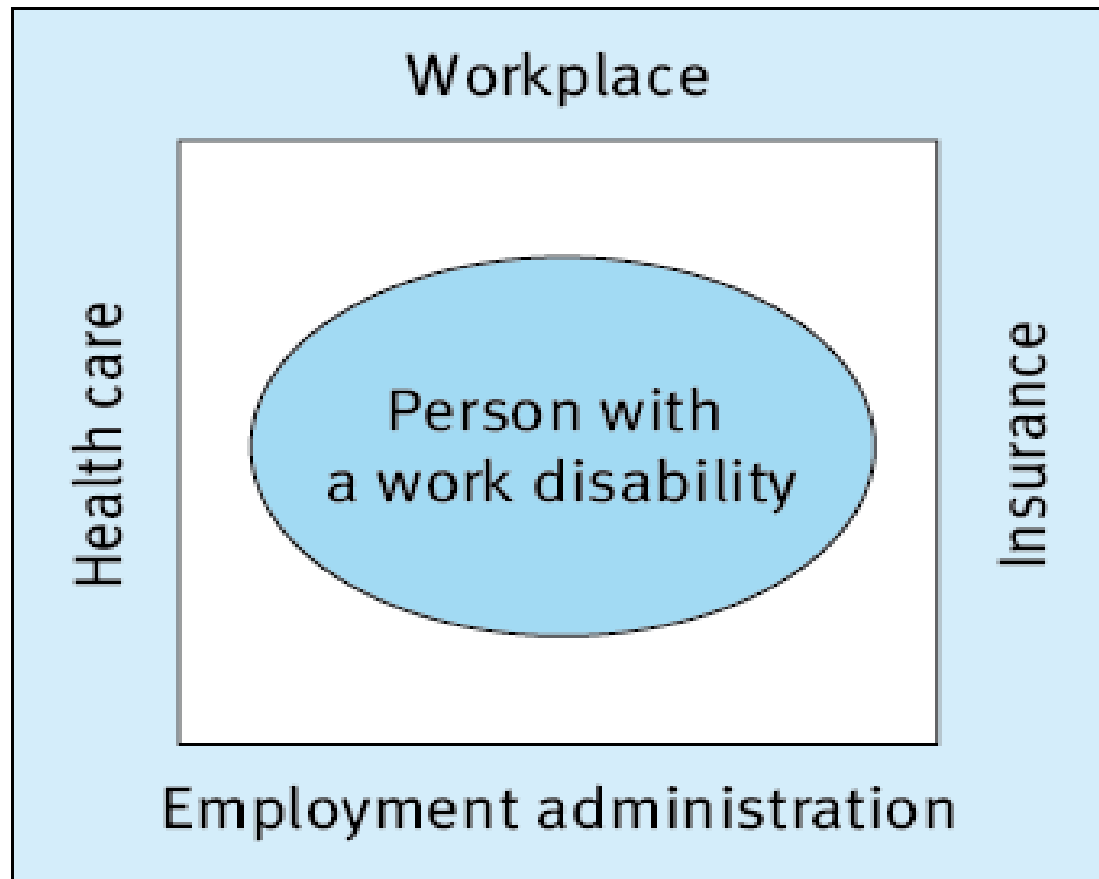 Workplace
Health care
Person with
a work disability
Insurance
Employment administration